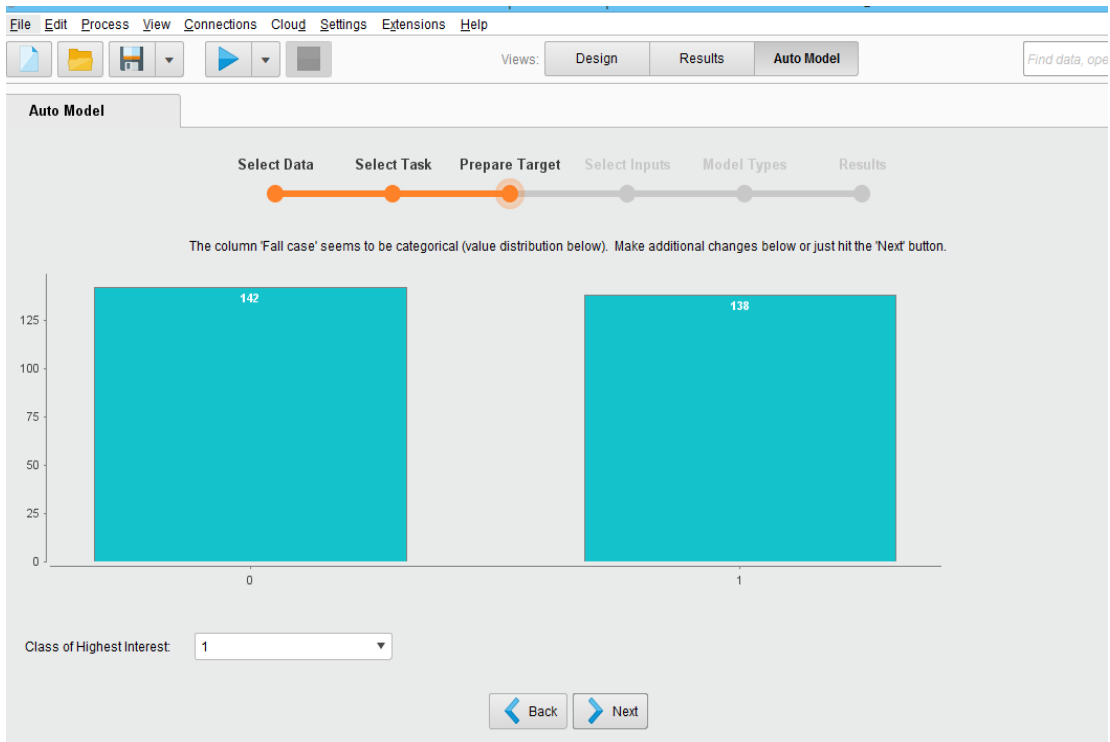 File Edit Process View Connections Cloud Settings Extensions Help
Views: Design Results Auto Model Find data, ope
Auto Model
Select Data Select Task Prepare Target Select Inputs Model Types Results
The column 'Fall case' seems to be categorical (value distribution below). Make additional changes below or just hit the 'Next' button.
142 138
125
100
75
50
25
0
0 1
Class of Highest Interest: 1
Back Next